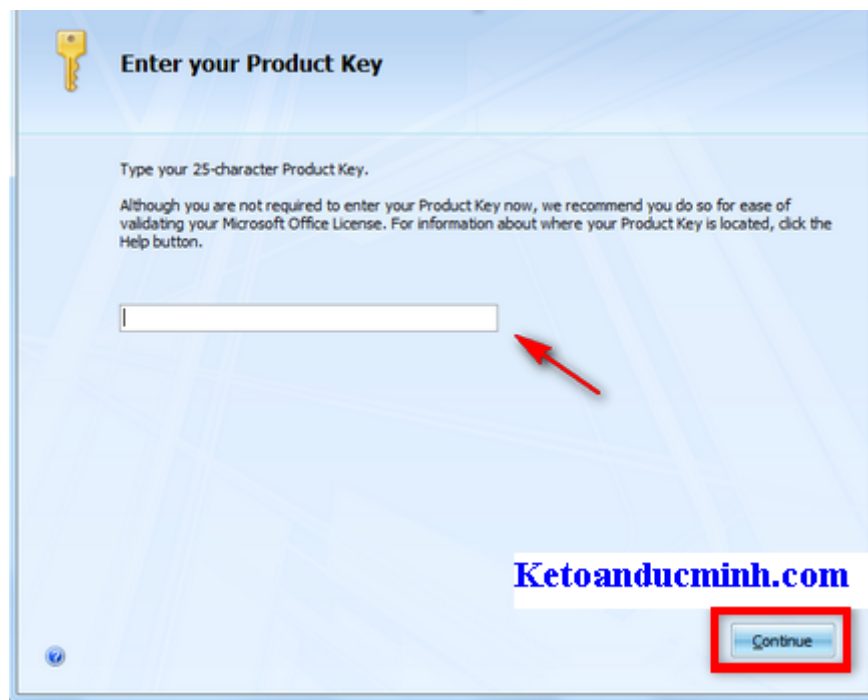 Enter your Product Key
Type your 25-character Product Key.
Although you are not required to enter your Product Key now, we recommend you do so for ease of
validating your Microsoft Office License. For information about where your Product Key is located, click the
Help button.
Ketoanducminh.com
Continue